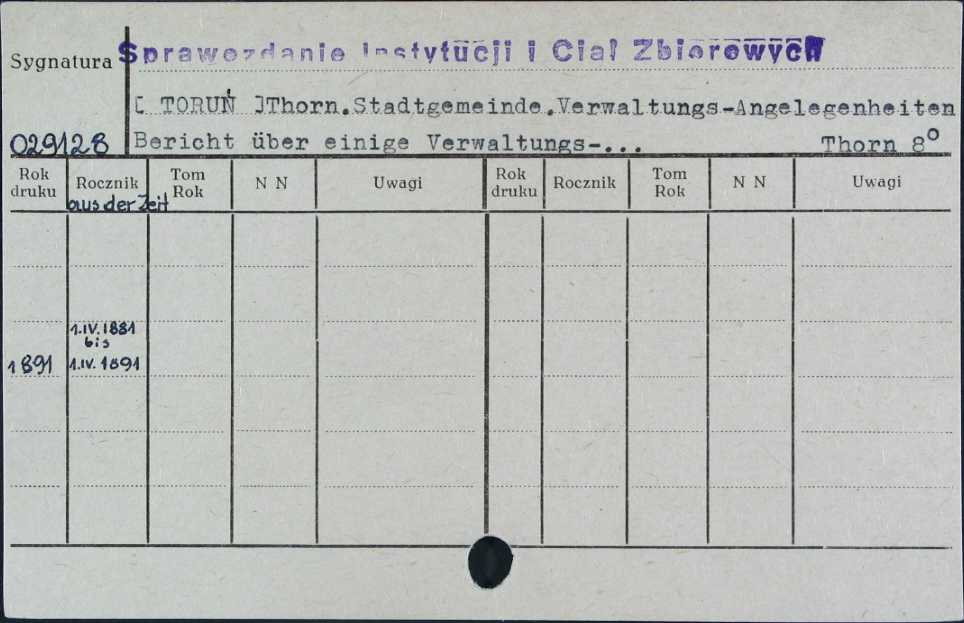 Sprawozdanie Instytucji i Ciał Zbiorowych
Sygnatura
[ TORUŃ ]Thorn.Stadtgemeinde.Verwaltungs-Angelegenheiten
029128 Bericht über einige Verwaltungs-... Thorn 8°
Rok druku Rocznik Tom Rok N N Uwagi Rok druku Rocznik Tom Rok N N Uwagi
aus der Zeit
1.IV.1881
bis
1891 1.IV.1891